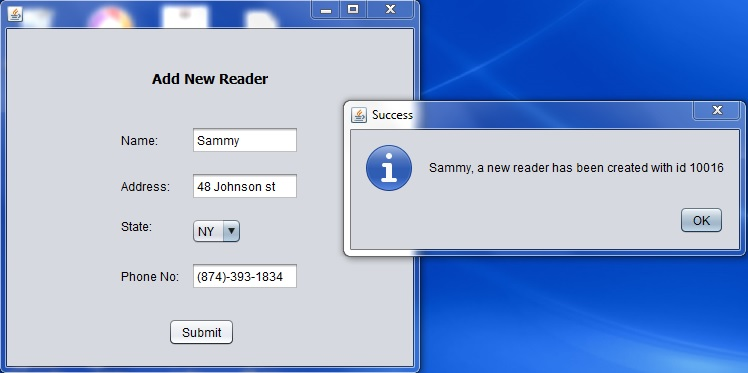 Add New Reader
Name: Sammy
Address: 48 Johnson st
State: NY
Phone No: (874)-393-1834
Submit
Success
Sammy, a new reader has been created with id 10016
OK